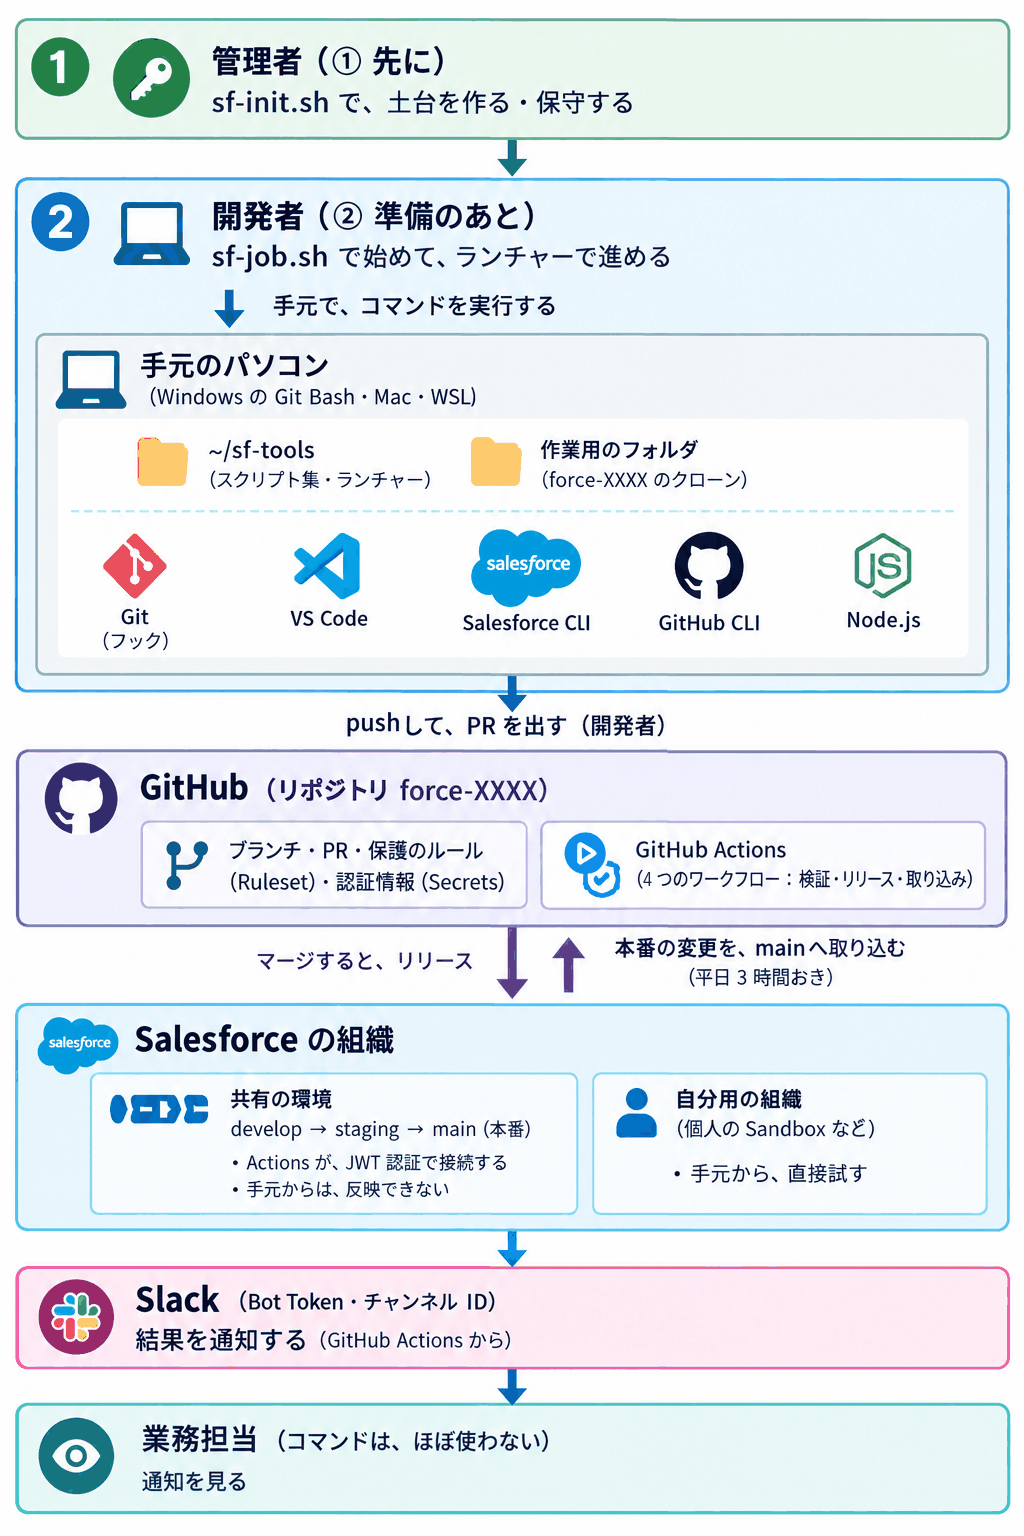 1
管理者（① 先に）
sf-init.sh で、土台を作る・保守する
2
開発者（② 準備のあと）
sf-job.sh で始めて、ランチャーで進める
手元で、コマンドを実行する
手元のパソコン
（Windows の Git Bash・Mac・WSL）
~/sf-tools
（スクリプト集・ランチャー）
作業用のフォルダ
（force-XXXX のクローン）
salesforce
JS
Git
（フック）
VS Code
Salesforce CLI
GitHub CLI
Node.js
pushして、PR を出す（開発者）
GitHub（リポジトリ force-XXXX）
ブランチ・PR・保護のルール
（Ruleset）・認証情報 (Secrets)
GitHub Actions
（4 つのワークフロー：検証・リリース・取り込み）
マージすると、リリース
本番の変更を、mainへ取り込む
（平日 3 時間おき）
salesforce
Salesforce の組織
共有の環境
develop → staging → main（本番）
• Actions が、JWT 認証で接続する
• 手元からは、反映できない
自分用の組織
（個人の Sandbox など）
• 手元から、直接試す
Slack（Bot Token・チャンネル ID）
結果を通知する（GitHub Actions から）
業務担当（コマンドは、ほぼ使わない）
通知を見る